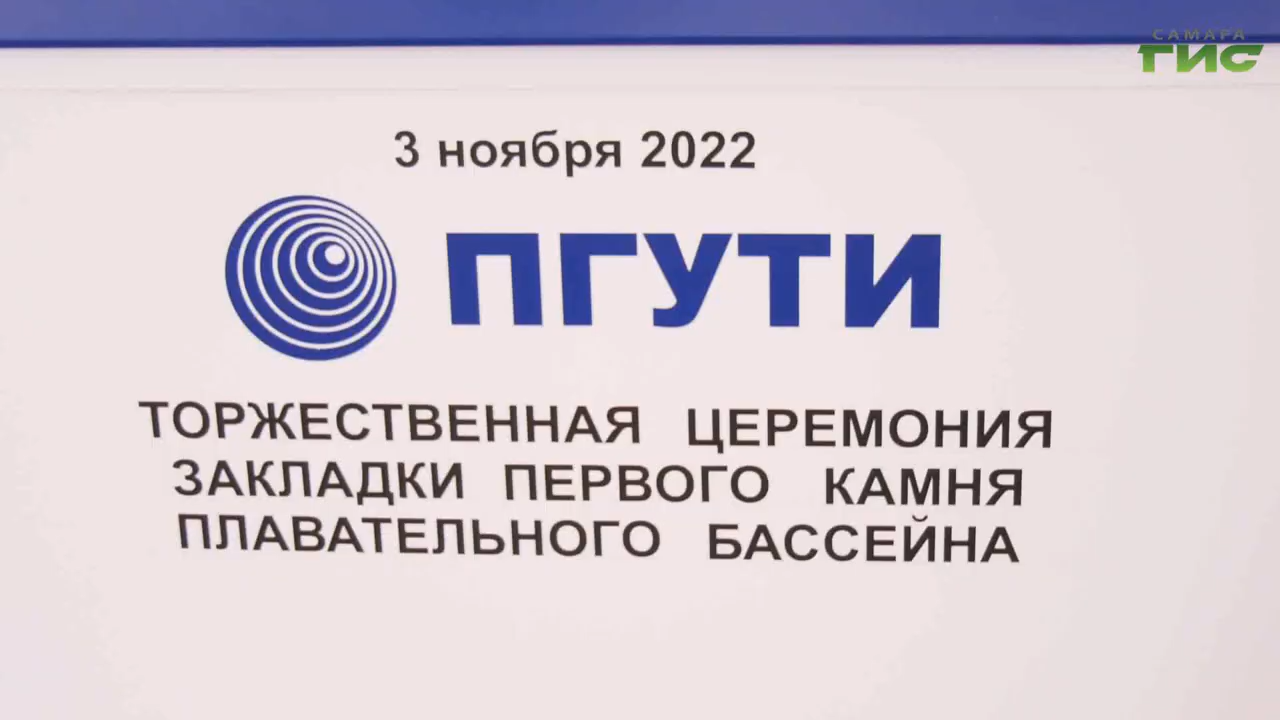 САМАРА
ГИС
3 ноября 2022
ПГУТИ
ТОРЖЕСТВЕННАЯ ЦЕРЕМОНИЯ
ЗАКЛАДКИ ПЕРВОГО КАМНЯ
ПЛАВАТЕЛЬНОГО БАССЕЙНА